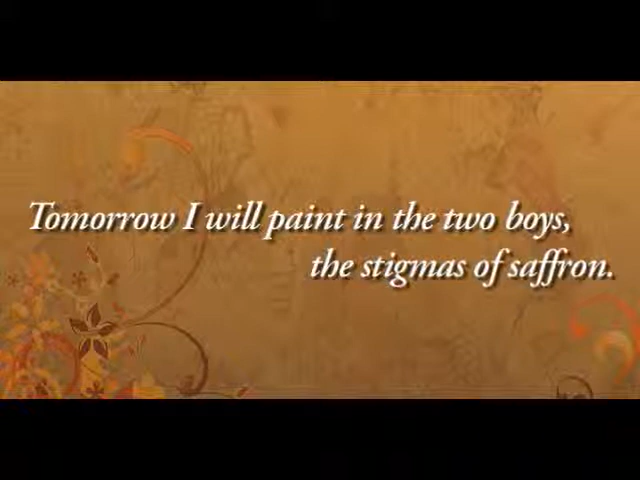 Tomorrow I will paint in the two boys,
the stigmas of saffron.